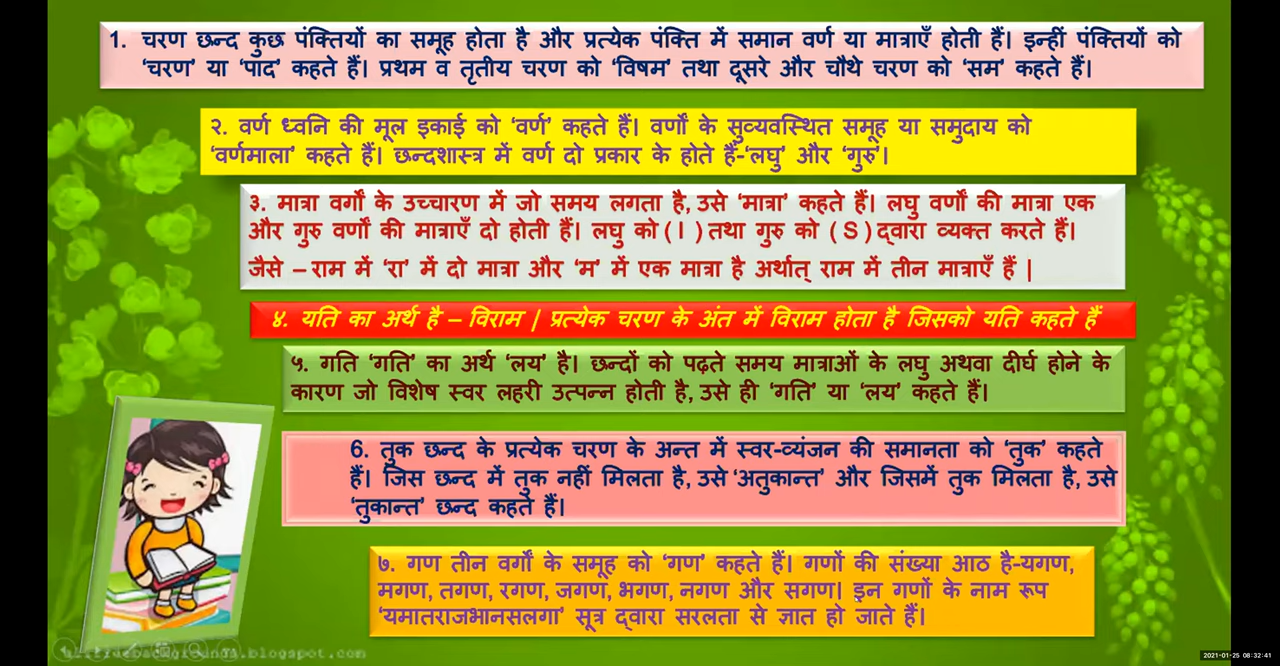 1. चरण छन्द कुछ पंक्तियों का समूह होता है और प्रत्येक पंक्ति में समान वर्ण या मात्राएँ होती हैं। इन्हीं पंक्तियों को
‘चरण’ या ‘पाद’ कहते हैं। प्रथम व तृतीय चरण को ‘विषम’ तथा दूसरे और चौथे चरण को ‘सम’ कहते हैं।
२. वर्ण ध्वनि की मूल इकाई को ‘वर्ण’ कहते हैं। वर्णों के सुव्यवस्थित समूह या समुदाय को
‘वर्णमाला’ कहते हैं। छन्दशास्त्र में वर्ण दो प्रकार के होते हैं-‘लघु’ और ‘गुरु’।
३. मात्रा वर्गों के उच्चारण में जो समय लगता है, उसे ‘मात्रा’ कहते हैं। लघु वर्णों की मात्रा एक
और गुरु वर्णों की मात्राएँ दो होती हैं। लघु को ( I ) तथा गुरु को ( S ) द्वारा व्यक्त करते हैं।
जैसे – राम में ‘रा’ में दो मात्रा और ‘म’ में एक मात्रा है अर्थात् राम में तीन मात्राएँ हैं |
४. यति का अर्थ है – विराम | प्रत्येक चरण के अंत में विराम होता है जिसको यति कहते हैं
५. गति ‘गति’ का अर्थ ‘लय’ है। छन्दों को पढ़ते समय मात्राओं के लघु अथवा दीर्घ होने के
कारण जो विशेष स्वर लहरी उत्पन्न होती है, उसे ही ‘गति’ या ‘लय’ कहते हैं।
6. तुक छन्द के प्रत्येक चरण के अन्त में स्वर-व्यंजन की समानता को ‘तुक’ कहते
हैं। जिस छन्द में तुक नहीं मिलता है, उसे ‘अतुकान्त’ और जिसमें तुक मिलता है, उसे
‘तुकान्त’ छन्द कहते हैं।
७. गण तीन वर्गों के समूह को ‘गण’ कहते हैं। गणों की संख्या आठ है-यगण,
मगण, तगण, रगण, जगण, भगण, नगण और सगण। इन गणों के नाम रूप
‘यमातराजभानसलगा’ सूत्र द्वारा सरलता से ज्ञात हो जाते हैं।
.blogspot.com
2021-01-25 08:32:41